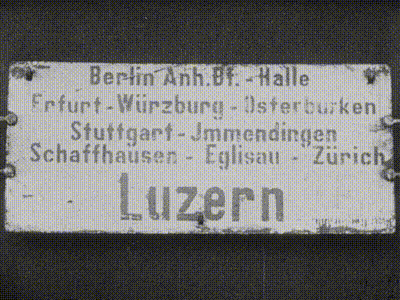 Berlin Anh.Bf. - Halle
Erfurt - Würzburg - Osterburken
Stuttgart - Jmmendingen
Schaffhausen - Eglisau - Zürich
Luzern